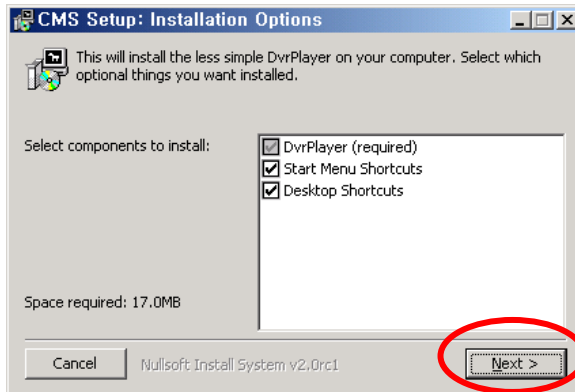 CMS Setup: Installation Options
This will install the less simple DvrPlayer on your computer. Select which
optional things you want installed.
Select components to install:
DvrPlayer (required)
Start Menu Shortcuts
Desktop Shortcuts
Space required: 17.0MB
Cancel
Nullsoft Install System v2.0rc1
Next >